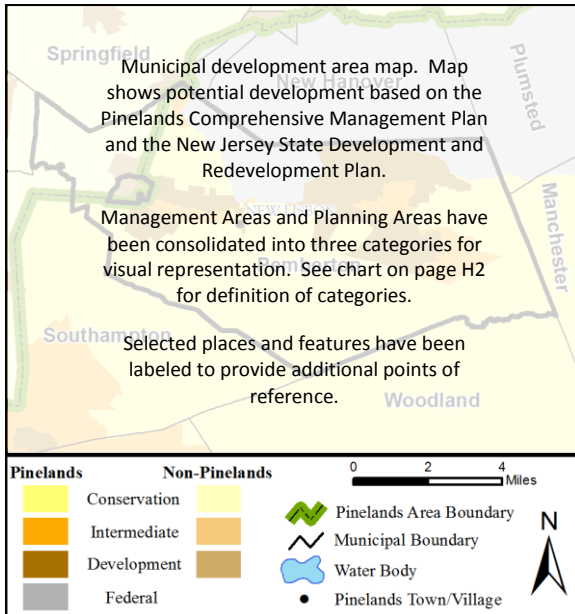 Springfield
Municipal development area map. Map
New Hanover
shows potential development based on the
Plumsted
Pinelands Comprehensive Management Plan
and the New Jersey State Development and
Redevelopment Plan.
Manchester
NEW LISBON
Management Areas and Planning Areas have
been consolidated into three categories for
Pemberton
visual representation. See chart on page H2
for definition of categories.
Southampton
Selected places and features have been
labeled to provide additional points of
reference.
Woodland
Pinelands Non-Pinelands
Conservation
Intermediate
Development
Federal
0 2 4
Miles
Pinelands Area Boundary
Municipal Boundary
Water Body
Pinelands Town/Village
N